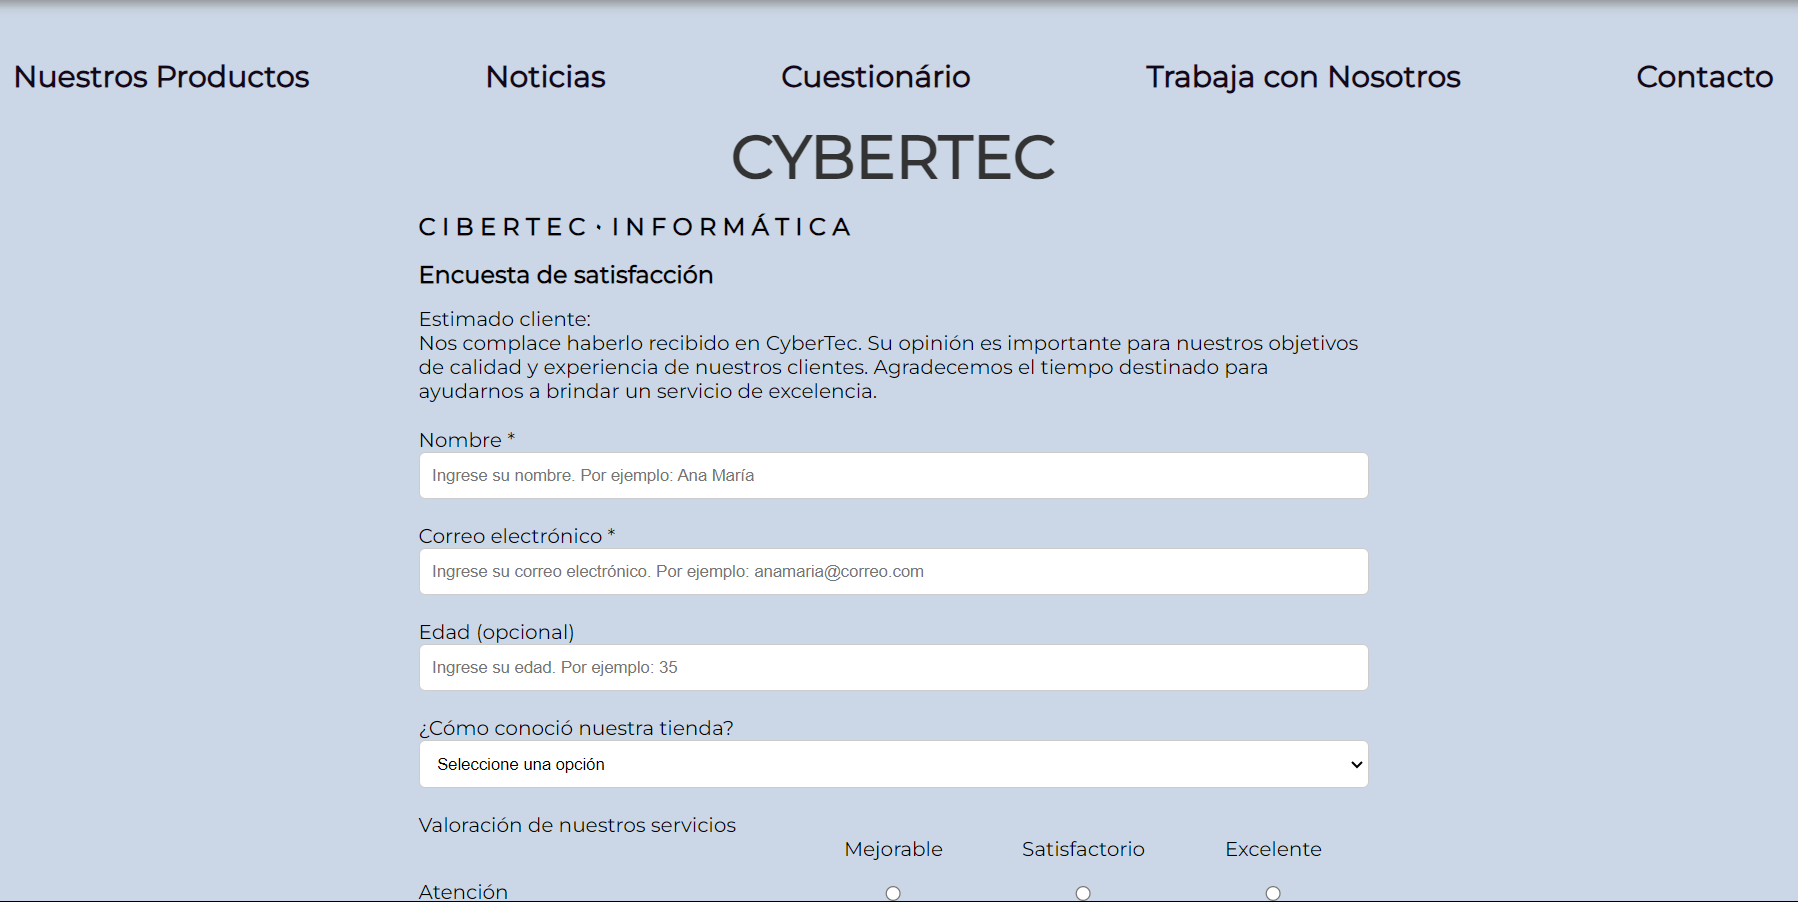 Nuestros Productos Noticias Cuestionário Trabaja con Nosotros Contacto
CYBERTEC
CIBERTEC · INFORMÁTICA
Encuesta de satisfacción
Estimado cliente:
Nos complace haberlo recibido en CyberTec. Su opinión es importante para nuestros objetivos
de calidad y experiencia de nuestros clientes. Agradecemos el tiempo destinado para
ayudarnos a brindar un servicio de excelencia.
Nombre *
Ingrese su nombre. Por ejemplo: Ana María
Correo electrónico *
Ingrese su correo electrónico. Por ejemplo: anamaria@correo.com
Edad (opcional)
Ingrese su edad. Por ejemplo: 35
¿Cómo conoció nuestra tienda?
Seleccione una opción
Valoración de nuestros servicios
Mejorable Satisfactorio Excelente
Atención